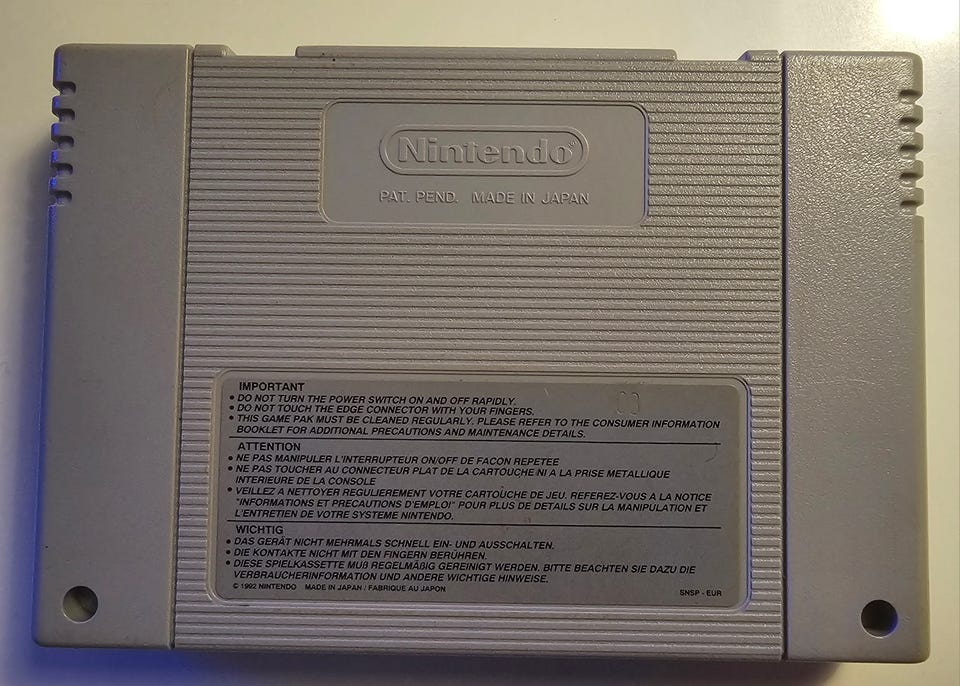 Nintendo®
PAT. PEND. MADE IN JAPAN
IMPORTANT
• DO NOT TURN THE POWER SWITCH ON AND OFF RAPIDLY.
• DO NOT TOUCH THE EDGE CONNECTOR WITH YOUR FINGERS.
• THIS GAME PAK MUST BE CLEANED REGULARLY. PLEASE REFER TO THE CONSUMER INFORMATION
BOOKLET FOR ADDITIONAL PRECAUTIONS AND MAINTENANCE DETAILS.
ATTENTION
• NE PAS MANIPULER L'INTERRUPTEUR ON/OFF DE FACON REPETEE
• NE PAS TOUCHER AU CONNECTEUR PLAT DE LA CARTOUCHE NI A LA PRISE METALLIQUE
INTERIEURE DE LA CONSOLE
• VEILLEZ A NETTOYER REGULIEREMENT VOTRE CARTOUCHE DE JEU. REFEREZ-VOUS A LA NOTICE
"INFORMATIONS ET PRECAUTIONS D'EMPLOI" POUR PLUS DE DETAILS SUR LA MANIPULATION ET
L'ENTRETIEN DE VOTRE SYSTEME NINTENDO.
WICHTIG
• DAS GERÄT NICHT MEHRMALS SCHNELL EIN- UND AUSSCHALTEN.
• DIE KONTAKTE NICHT MIT DEN FINGERN BERÜHREN.
• DIESE SPIELKASSETTE MUß REGELMÄßIG GEREINIGT WERDEN. BITTE BEACHTEN SIE DAZU DIE
VERBRAUCHERINFORMATION UND ANDERE WICHTIGE HINWEISE.
© 1992 NINTENDO MADE IN JAPAN / FABRIQUE AU JAPON
SNSP - EUR